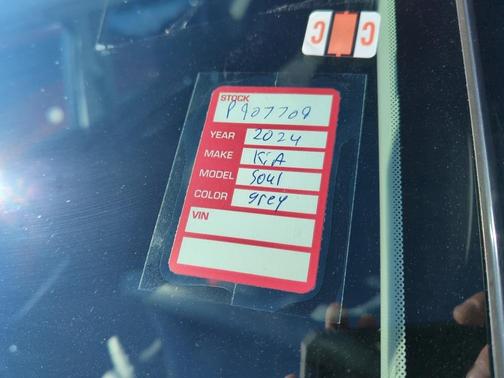 C C
STOCK
P907709
YEAR 2024
MAKE KiA
MODEL Soul
COLOR grey
VIN